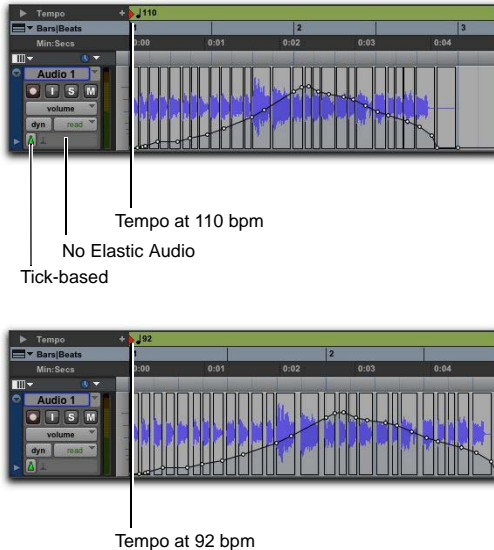 Tempo + ♩110
Bars|Beats 1 2 3
Min:Secs 0:00 0:01 0:02 0:03 0:04
Audio 1
I S M
volume
dyn read
Tempo at 110 bpm
No Elastic Audio
Tick-based
Tempo + ♩92
Bars|Beats 1 2
Min:Secs 0:00 0:01 0:02 0:03 0:04
Audio 1
I S M
volume
dyn read
Tempo at 92 bpm